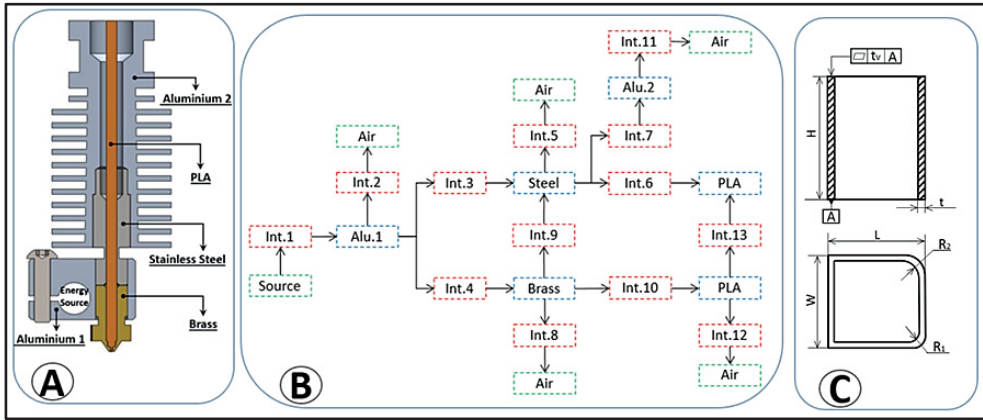 Aluminium 2
PLA
Stainless Steel
Energy
Source
Brass
Aluminium 1
A
Int.11
Air
Air
Alu.2
Air
Int.5
Int.7
Int.2
Int.3
Steel
Int.6
PLA
Int.1
Alu.1
Int.9
Int.13
Source
Int.4
Brass
Int.10
PLA
Int.8
Int.12
Air
Air
B
tv A
H
A
t
L
R2
W
R1
C